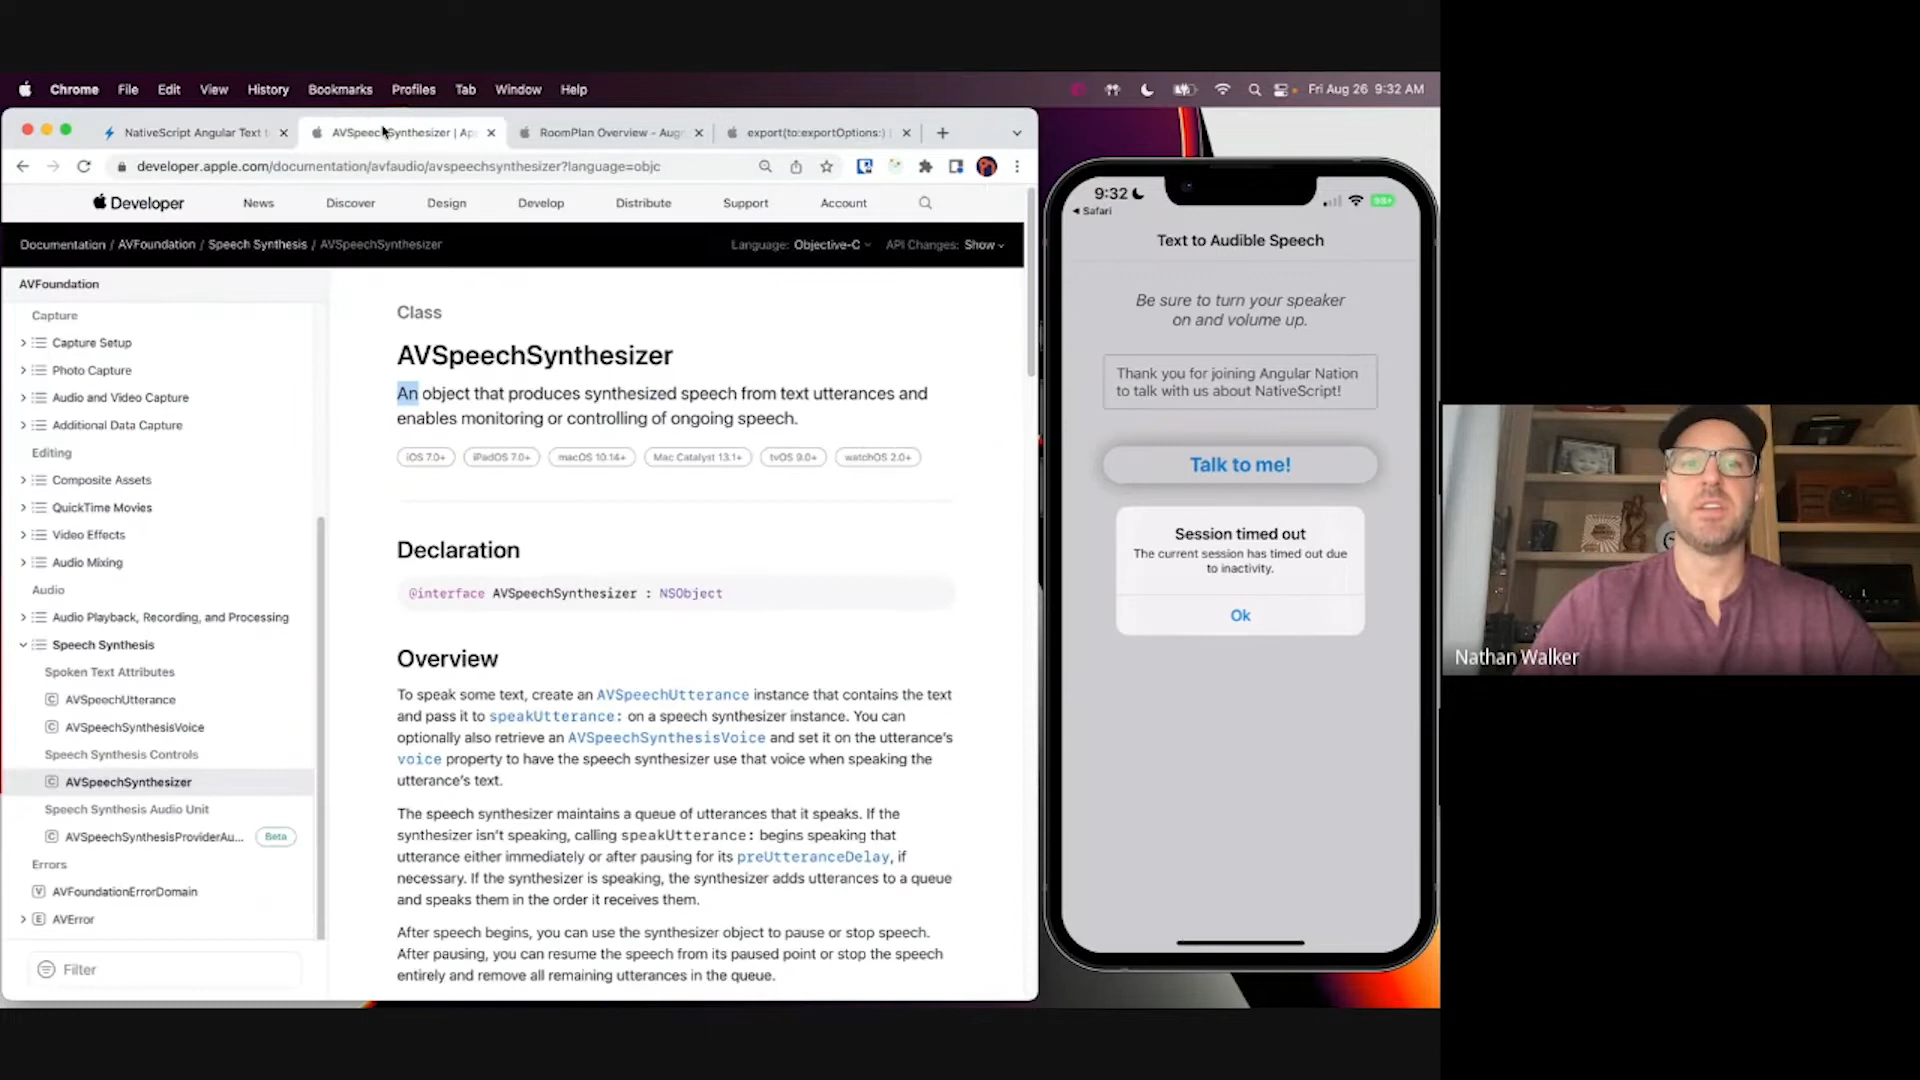 Chrome File Edit View History Bookmarks Profiles Tab Window Help Fri Aug 26 9:32 AM
NativeScript Angular Text t AVSpeechSynthesizer | Ap RoomPlan Overview - Aug export(to:exportOptions:) |
developer.apple.com/documentation/avfaudio/avspeechsynthesizer?language=objc
Developer News Discover Design Develop Distribute Support Account
Documentation / AVFoundation / Speech Synthesis / AVSpeechSynthesizer Language: Objective-C API Changes: Show
AVFoundation
Capture
Capture Setup
Photo Capture
Audio and Video Capture
Additional Data Capture
Editing
Composite Assets
QuickTime Movies
Video Effects
Audio Mixing
Audio
Audio Playback, Recording, and Processing
Speech Synthesis
Spoken Text Attributes
AVSpeechUtterance
AVSpeechSynthesisVoice
Speech Synthesis Controls
AVSpeechSynthesizer
Speech Synthesis Audio Unit
AVSpeechSynthesisProviderAu... Beta
Errors
V AVFoundationErrorDomain
E AVError
Filter
Class
AVSpeechSynthesizer
An object that produces synthesized speech from text utterances and
enables monitoring or controlling of ongoing speech.
iOS 7.0+ iPadOS 7.0+ macOS 10.14+ Mac Catalyst 13.1+ tvOS 9.0+ watchOS 2.0+
Declaration
@interface AVSpeechSynthesizer : NSObject
Overview
To speak some text, create an AVSpeechUtterance instance that contains the text
and pass it to speakUtterance: on a speech synthesizer instance. You can
optionally also retrieve an AVSpeechSynthesisVoice and set it on the utterance's
voice property to have the speech synthesizer use that voice when speaking the
utterance's text.
The speech synthesizer maintains a queue of utterances that it speaks. If the
synthesizer isn't speaking, calling speakUtterance: begins speaking that
utterance either immediately or after pausing for its preUtteranceDelay, if
necessary. If the synthesizer is speaking, the synthesizer adds utterances to a queue
and speaks them in the order it receives them.
After speech begins, you can use the synthesizer object to pause or stop speech.
After pausing, you can resume the speech from its paused point or stop the speech
entirely and remove all remaining utterances in the queue.
9:32
Safari
Text to Audible Speech
Be sure to turn your speaker
on and volume up.
Thank you for joining Angular Nation
to talk with us about NativeScript!
Talk to me!
Session timed out
The current session has timed out due
to inactivity.
Ok
Nathan Walker